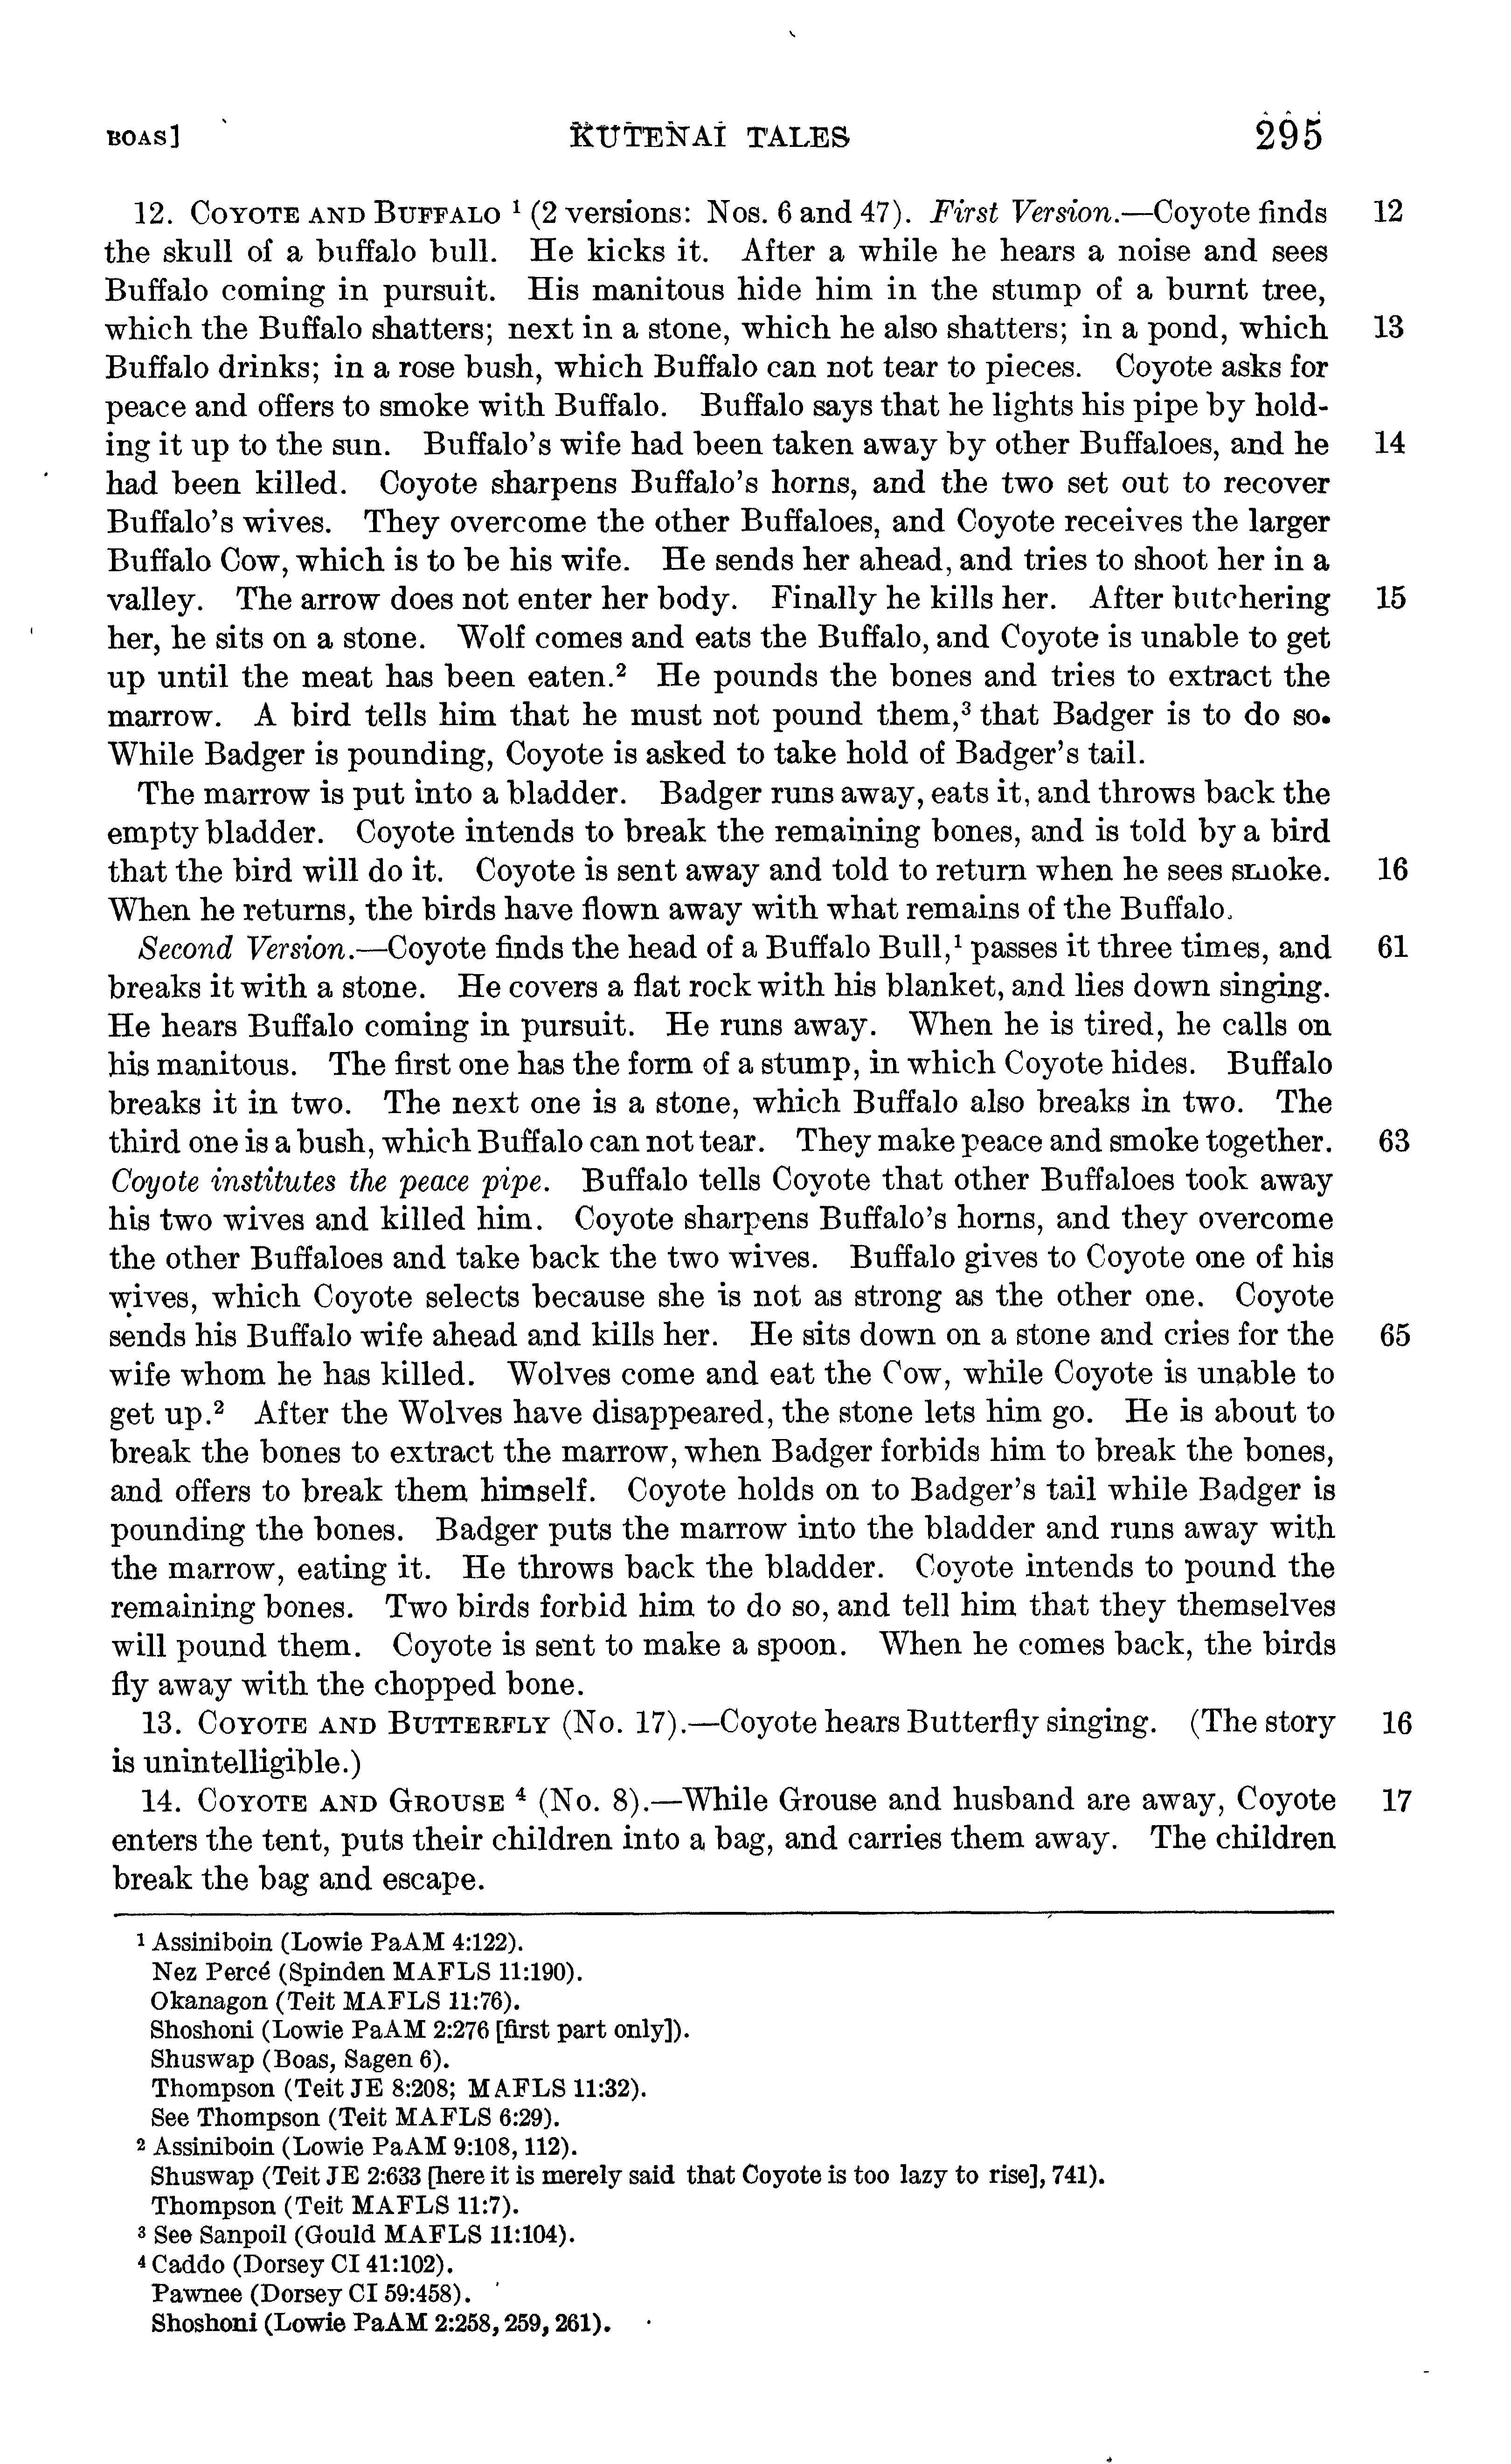 BOAS] KUTENAI TALES 295
12. COYOTE AND BUFFALO ¹ (2 versions: Nos. 6 and 47). First Version.—Coyote finds 12
the skull of a buffalo bull. He kicks it. After a while he hears a noise and sees
Buffalo coming in pursuit. His manitous hide him in the stump of a burnt tree,
which the Buffalo shatters; next in a stone, which he also shatters; in a pond, which 13
Buffalo drinks; in a rose bush, which Buffalo can not tear to pieces. Coyote asks for
peace and offers to smoke with Buffalo. Buffalo says that he lights his pipe by hold-
ing it up to the sun. Buffalo's wife had been taken away by other Buffaloes, and he 14
had been killed. Coyote sharpens Buffalo's horns, and the two set out to recover
Buffalo's wives. They overcome the other Buffaloes, and Coyote receives the larger
Buffalo Cow, which is to be his wife. He sends her ahead, and tries to shoot her in a
valley. The arrow does not enter her body. Finally he kills her. After butchering 15
her, he sits on a stone. Wolf comes and eats the Buffalo, and Coyote is unable to get
up until the meat has been eaten.² He pounds the bones and tries to extract the
marrow. A bird tells him that he must not pound them,³ that Badger is to do so.
While Badger is pounding, Coyote is asked to take hold of Badger's tail.
The marrow is put into a bladder. Badger runs away, eats it, and throws back the
empty bladder. Coyote intends to break the remaining bones, and is told by a bird
that the bird will do it. Coyote is sent away and told to return when he sees smoke. 16
When he returns, the birds have flown away with what remains of the Buffalo.
Second Version.—Coyote finds the head of a Buffalo Bull,¹ passes it three times, and 61
breaks it with a stone. He covers a flat rock with his blanket, and lies down singing.
He hears Buffalo coming in pursuit. He runs away. When he is tired, he calls on
his manitous. The first one has the form of a stump, in which Coyote hides. Buffalo
breaks it in two. The next one is a stone, which Buffalo also breaks in two. The
third one is a bush, which Buffalo can not tear. They make peace and smoke together. 63
Coyote institutes the peace pipe. Buffalo tells Coyote that other Buffaloes took away
his two wives and killed him. Coyote sharpens Buffalo's horns, and they overcome
the other Buffaloes and take back the two wives. Buffalo gives to Coyote one of his
wives, which Coyote selects because she is not as strong as the other one. Coyote
sends his Buffalo wife ahead and kills her. He sits down on a stone and cries for the 65
wife whom he has killed. Wolves come and eat the Cow, while Coyote is unable to
get up.² After the Wolves have disappeared, the stone lets him go. He is about to
break the bones to extract the marrow, when Badger forbids him to break the bones,
and offers to break them himself. Coyote holds on to Badger's tail while Badger is
pounding the bones. Badger puts the marrow into the bladder and runs away with
the marrow, eating it. He throws back the bladder. Coyote intends to pound the
remaining bones. Two birds forbid him to do so, and tell him that they themselves
will pound them. Coyote is sent to make a spoon. When he comes back, the birds
fly away with the chopped bone.
13. COYOTE AND BUTTERFLY (No. 17).—Coyote hears Butterfly singing. (The story 16
is unintelligible.)
14. COYOTE AND GROUSE ⁴ (No. 8).—While Grouse and husband are away, Coyote 17
enters the tent, puts their children into a bag, and carries them away. The children
break the bag and escape.
¹ Assiniboin (Lowie PaAM 4:122).
Nez Percé (Spinden MAFLS 11:190).
Okanagon (Teit MAFLS 11:76).
Shoshoni (Lowie PaAM 2:276 [first part only]).
Shuswap (Boas, Sagen 6).
Thompson (Teit JE 8:208; MAFLS 11:32).
See Thompson (Teit MAFLS 6:29).
² Assiniboin (Lowie PaAM 9:108, 112).
Shuswap (Teit JE 2:633 [here it is merely said that Coyote is too lazy to rise], 741).
Thompson (Teit MAFLS 11:7).
³ See Sanpoil (Gould MAFLS 11:104).
⁴ Caddo (Dorsey CI 41:102).
Pawnee (Dorsey CI 59:458).
Shoshoni (Lowie PaAM 2:258, 259, 261).